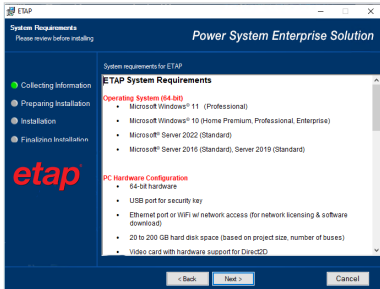 ETAP
System Requirements
Please review before installing
Power System Enterprise Solution
System requirements for ETAP
Collecting Information
Preparing Installation
Installation
Finalizing Installation
etap
ETAP System Requirements
Operating System (64-bit)
• Microsoft Windows® 11 (Professional)
• Microsoft Windows® 10 (Home Premium, Professional, Enterprise)
• Microsoft® Server 2022 (Standard)
• Microsoft® Server 2016 (Standard), Server 2019 (Standard)
PC Hardware Configuration
• 64-bit hardware
• USB port for security key
• Ethernet port or WiFi w/ network access (for network licensing & software
download)
• 20 to 200 GB hard disk space (based on project size, number of buses)
• Video card with hardware support for Direct2D
< Back
Next >
Cancel